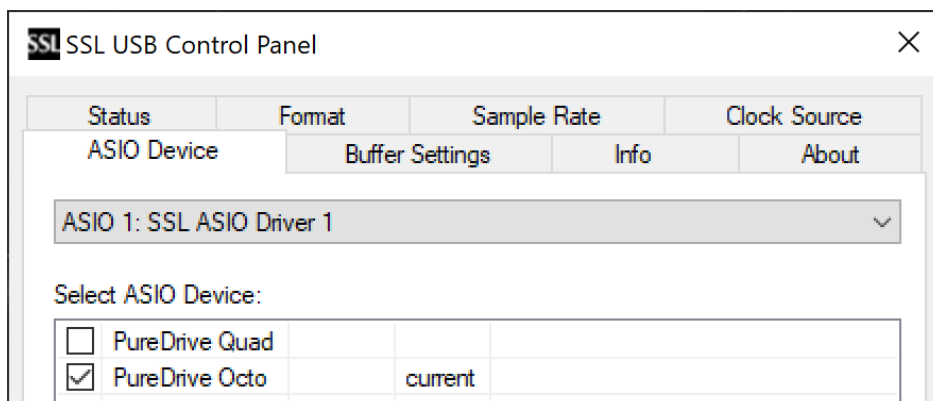 SSL SSL USB Control Panel
Status Format Sample Rate Clock Source
ASIO Device Buffer Settings Info About
ASIO 1: SSL ASIO Driver 1
Select ASIO Device:
PureDrive Quad
PureDrive Octo current